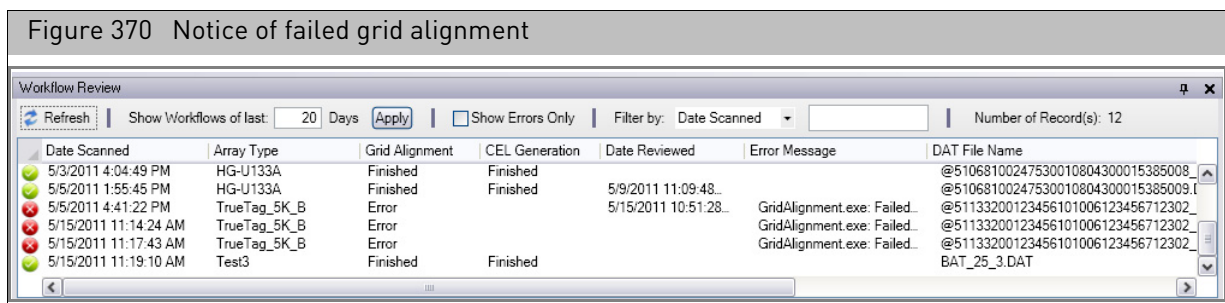 Figure 370 Notice of failed grid alignment
Workflow Review
Refresh Show Workflows of last: 20 Days Apply Show Errors Only Filter by: Date Scanned Number of Record(s): 12
Date Scanned Array Type Grid Alignment CEL Generation Date Reviewed Error Message DAT File Name
5/3/2011 4:04:49 PM HG-U133A Finished Finished @51068100247530010804300015385008_
5/5/2011 1:55:45 PM HG-U133A Finished Finished 5/9/2011 11:09:48... @51068100247530010804300015385009.
5/5/2011 4:41:22 PM TrueTag_5K_B Error 5/15/2011 10:51:28... GridAlignment.exe: Failed... @51133200123456101006123456712302_
5/15/2011 11:14:24 AM TrueTag_5K_B Error GridAlignment.exe: Failed... @51133200123456101006123456712302_
5/15/2011 11:17:43 AM TrueTag_5K_B Error GridAlignment.exe: Failed... @51133200123456101006123456712302_
5/15/2011 11:19:10 AM Test3 Finished Finished BAT_25_3.DAT